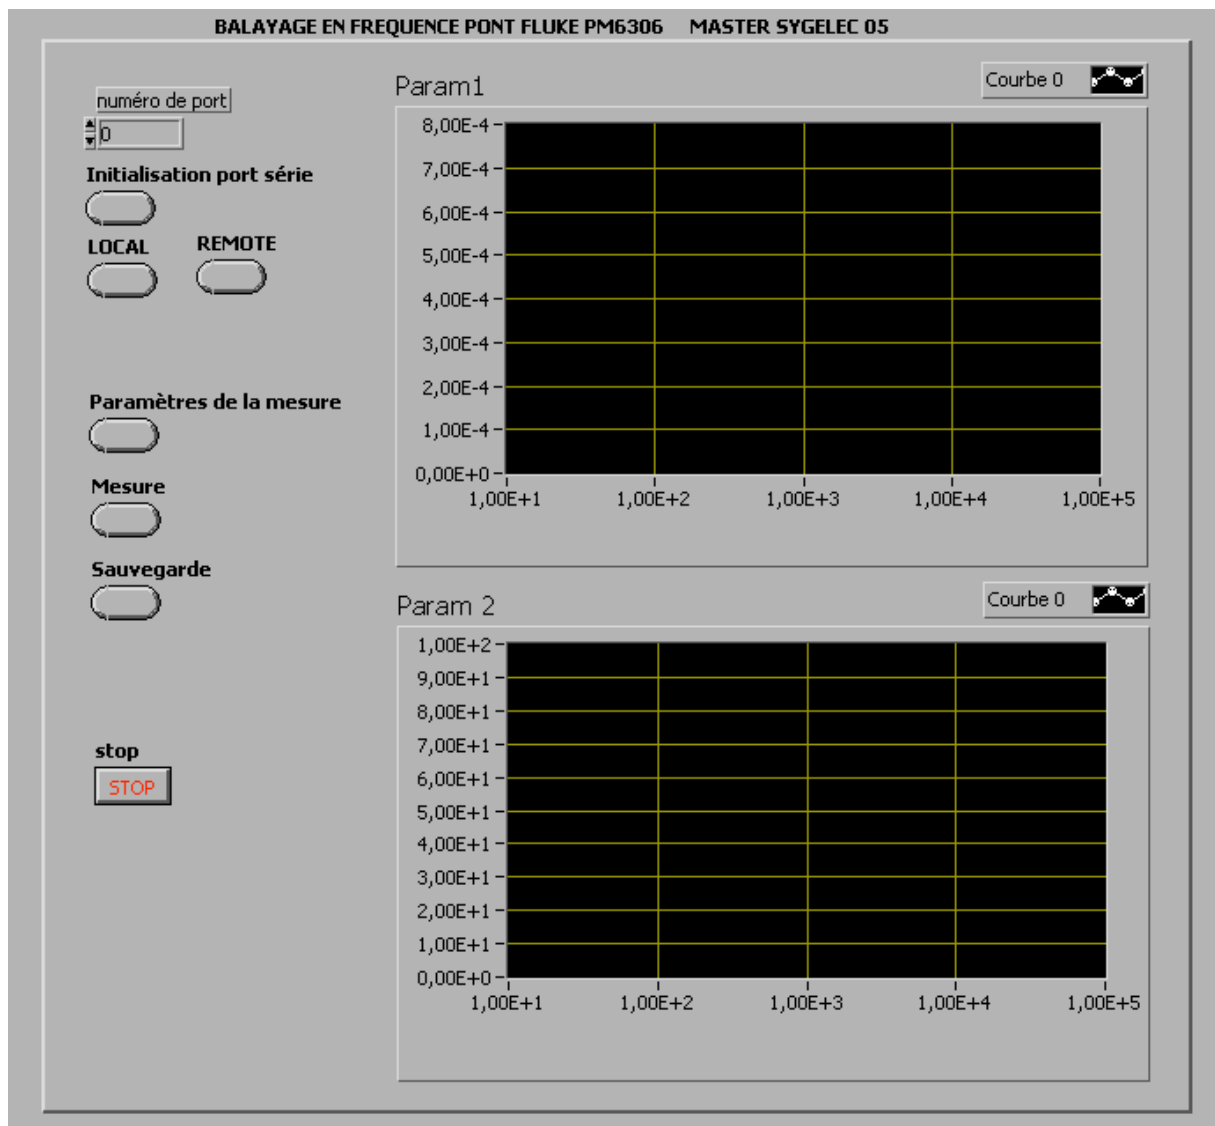 BALAYAGE EN FREQUENCE PONT FLUKE PM6306 MASTER SYGELEC 05
numéro de port
0
Initialisation port série
LOCAL REMOTE
Paramètres de la mesure
Mesure
Sauvegarde
stop
STOP
Param1
Courbe 0
8,00E-4
7,00E-4
6,00E-4
5,00E-4
4,00E-4
3,00E-4
2,00E-4
1,00E-4
0,00E+0
1,00E+1 1,00E+2 1,00E+3 1,00E+4 1,00E+5
Param 2
Courbe 0
1,00E+2
9,00E+1
8,00E+1
7,00E+1
6,00E+1
5,00E+1
4,00E+1
3,00E+1
2,00E+1
1,00E+1
0,00E+0
1,00E+1 1,00E+2 1,00E+3 1,00E+4 1,00E+5